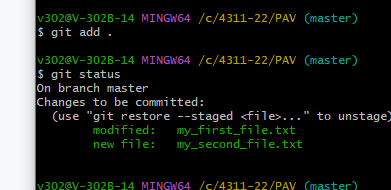 v302@V-302B-14 MINGW64 /c/4311-22/PAV (master)
$ git add .
v302@V-302B-14 MINGW64 /c/4311-22/PAV (master)
$ git status
On branch master
Changes to be committed:
  (use "git restore --staged <file>..." to unstage)
        modified:   my_first_file.txt
        new file:   my_second_file.txt
v302@V-302B-14 MINGW64 /c/4311-22/PAV (master)